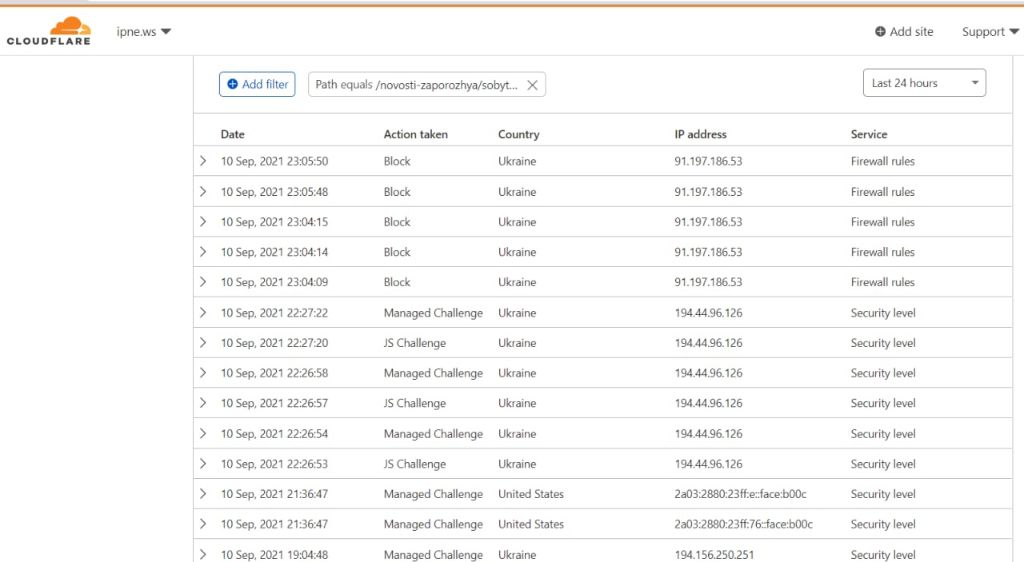 CLOUDFLARE ipne.ws Add site Support
Add filter Path equals /novosti-zaporozhya/sobyt... Last 24 hours
Date Action taken Country IP address Service
10 Sep, 2021 23:05:50 Block Ukraine 91.197.186.53 Firewall rules
10 Sep, 2021 23:05:48 Block Ukraine 91.197.186.53 Firewall rules
10 Sep, 2021 23:04:15 Block Ukraine 91.197.186.53 Firewall rules
10 Sep, 2021 23:04:14 Block Ukraine 91.197.186.53 Firewall rules
10 Sep, 2021 23:04:09 Block Ukraine 91.197.186.53 Firewall rules
10 Sep, 2021 22:27:22 Managed Challenge Ukraine 194.44.96.126 Security level
10 Sep, 2021 22:27:20 JS Challenge Ukraine 194.44.96.126 Security level
10 Sep, 2021 22:26:58 Managed Challenge Ukraine 194.44.96.126 Security level
10 Sep, 2021 22:26:57 JS Challenge Ukraine 194.44.96.126 Security level
10 Sep, 2021 22:26:54 Managed Challenge Ukraine 194.44.96.126 Security level
10 Sep, 2021 22:26:53 JS Challenge Ukraine 194.44.96.126 Security level
10 Sep, 2021 21:36:47 Managed Challenge United States 2a03:2880:23ff:e::face:b00c Security level
10 Sep, 2021 21:36:47 Managed Challenge United States 2a03:2880:23ff:76::face:b00c Security level
10 Sep, 2021 19:04:48 Managed Challenge Ukraine 194.156.250.251 Security level